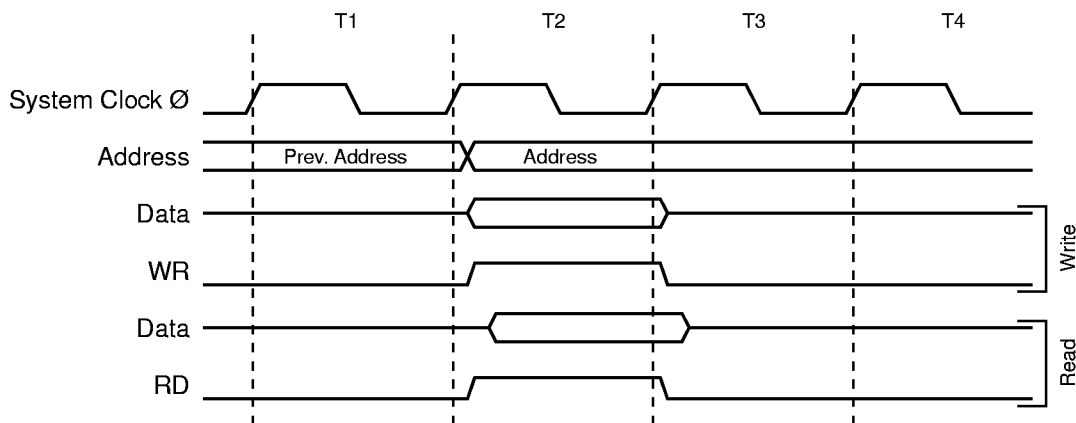 T1 T2 T3 T4
System Clock Ø
Address Prev. Address Address
Data
WR
Write
Data
RD
Read